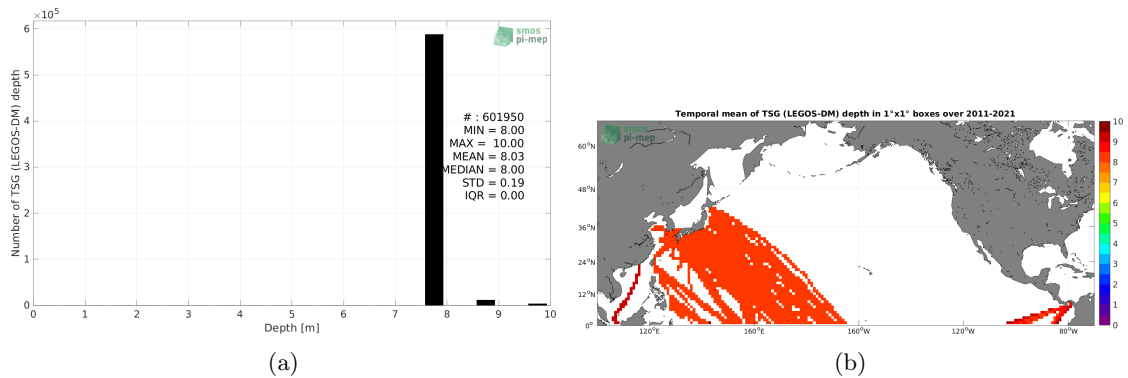 ×10⁵
6
5
4
3
2
1
0
Number of TSG (LEGOS-DM) depth
0 1 2 3 4 5 6 7 8 9 10
Depth [m]
smos
pi-mep
# : 601950
MIN = 8.00
MAX = 10.00
MEAN = 8.03
MEDIAN = 8.00
STD = 0.19
IQR = 0.00
(a)
Temporal mean of TSG (LEGOS-DM) depth in 1°x1° boxes over 2011-2021
smos
pi-mep
60°N
48°N
36°N
24°N
12°N
0°
120°E 160°E 160°W 120°W 80°W
10
9
8
7
6
5
4
3
2
1
0
(b)